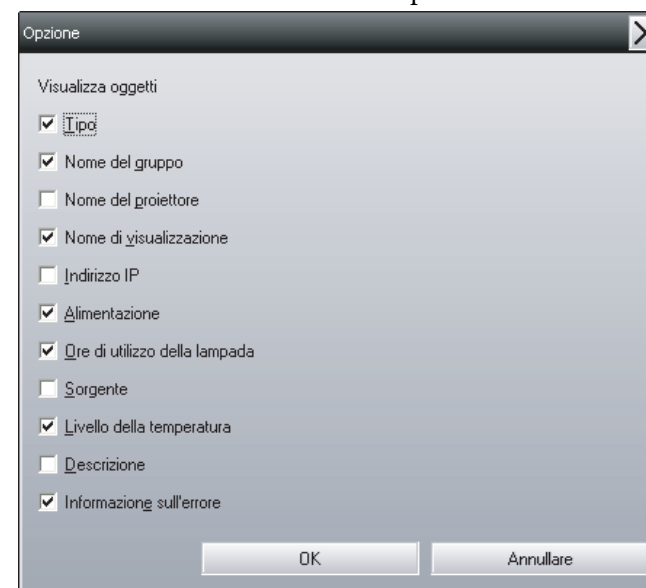 Opzione
Visualizza oggetti
Tipo
Nome del gruppo
Nome del proiettore
Nome di visualizzazione
Indirizzo IP
Alimentazione
Ore di utilizzo della lampada
Sorgente
Livello della temperatura
Descrizione
Informazione sull'errore
OK
Annullare